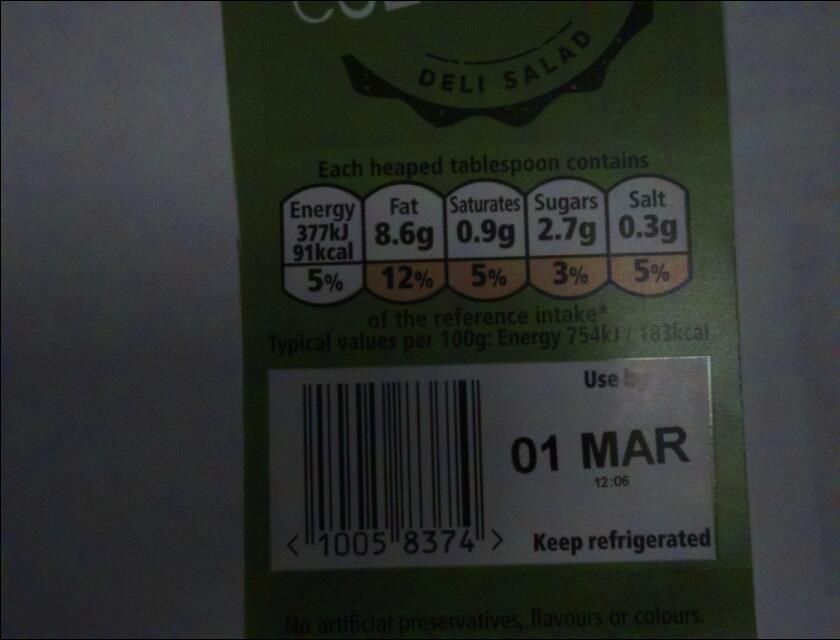 DELI SALAD
Each heaped tablespoon contains
Energy 377kJ 91kcal 5%
Fat 8.6g 12%
Saturates 0.9g 5%
Sugars 2.7g 3%
Salt 0.3g 5%
of the reference intake*
Typical values per 100g: Energy 754kJ / 183kcal
Use by
01 MAR
12:06
<10058374>
Keep refrigerated
No artificial preservatives, flavours or colours.